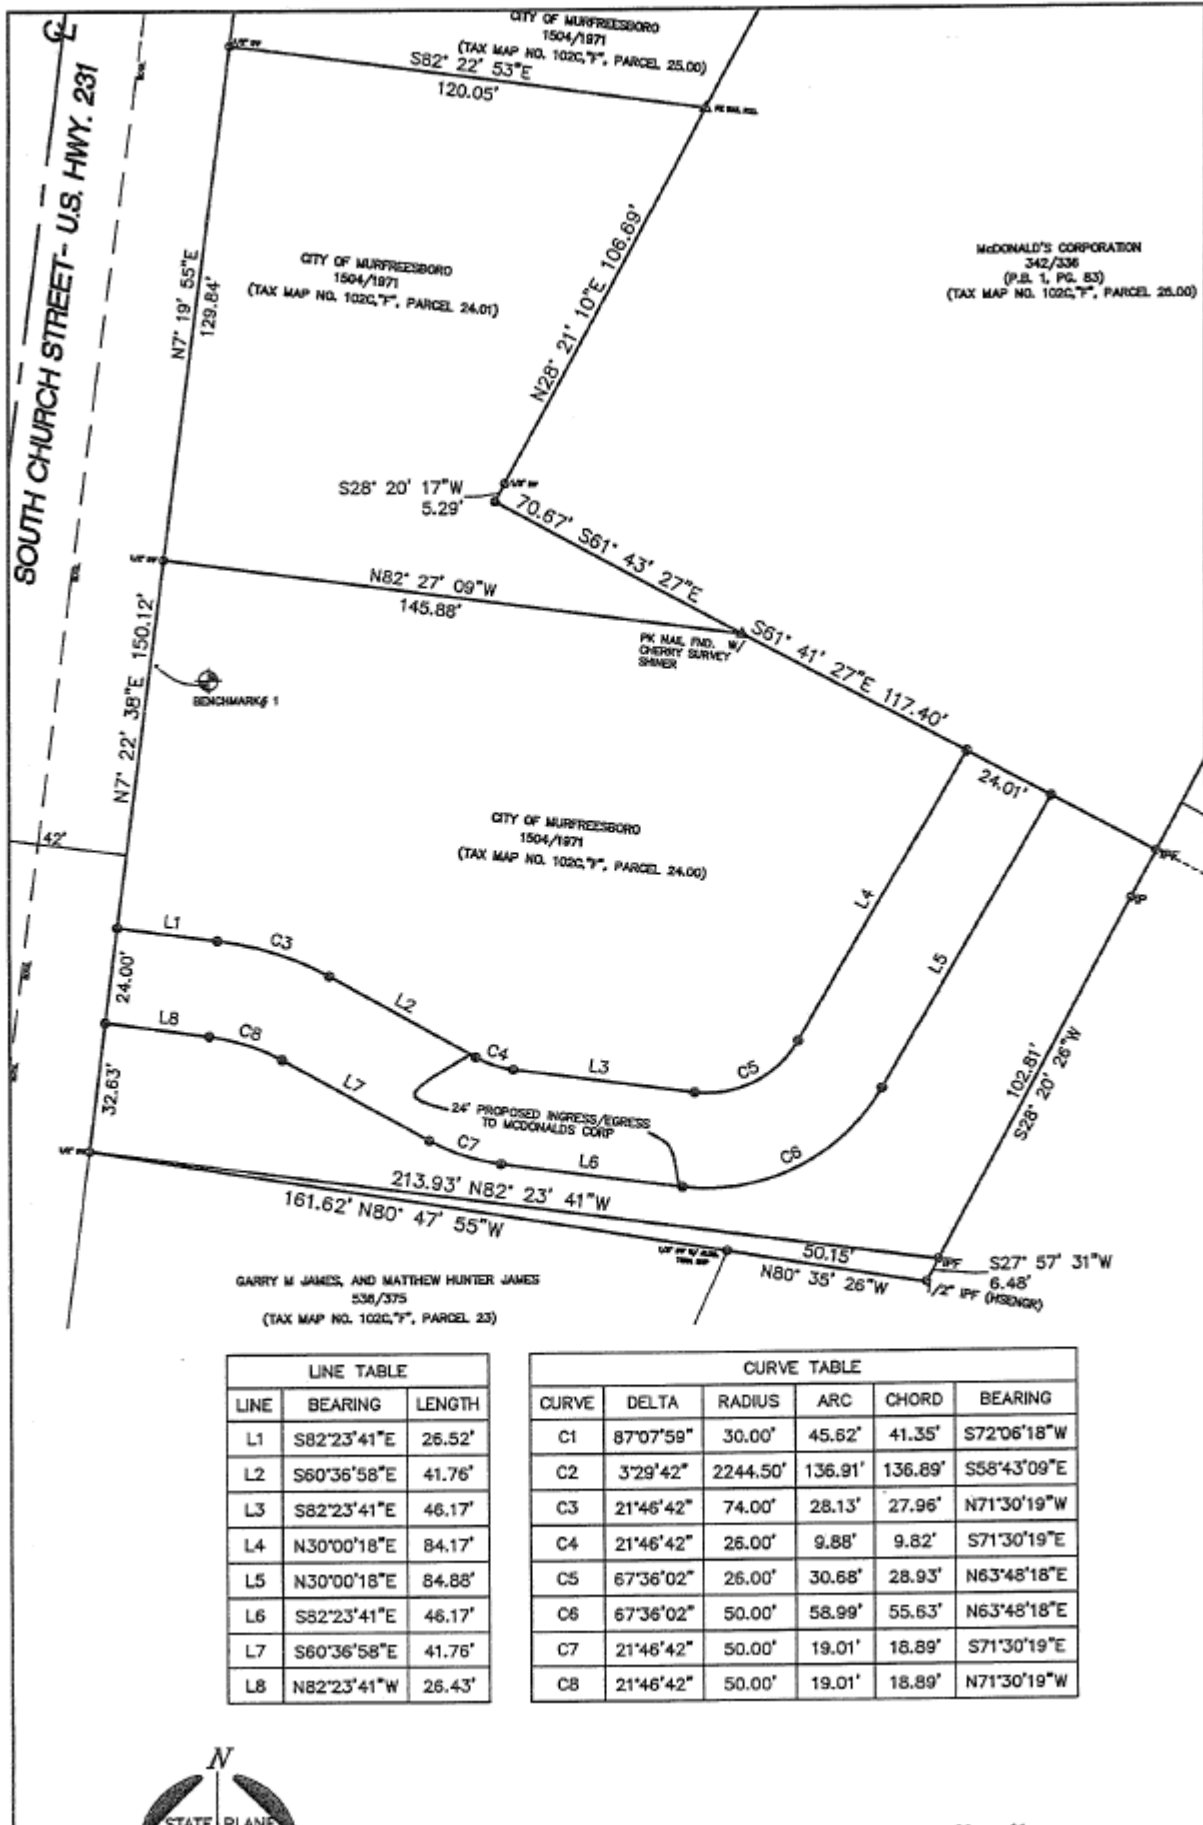 CITY OF MURFREESBORO
1504/1971
(TAX MAP NO. 102C,"F", PARCEL 25.00)
S82° 22' 53"E
120.05'
PK NAIL
SOUTH CHURCH STREET- U.S. HWY. 231
N7° 19' 55"E
129.84'
CITY OF MURFREESBORO
1504/1971
(TAX MAP NO. 102C,"F", PARCEL 24.01)
N28° 21' 10"E 106.69'
McDONALD'S CORPORATION
342/336
(P.B. 1, PG. 83)
(TAX MAP NO. 102C,"F", PARCEL 26.00)
S28° 20' 17"W
5.29'
70.67' S61° 43' 27"E
N82° 27' 09"W
145.88'
PK NAIL FND. W/
CHERRY SURVEY
SHINER
S61° 41' 27"E 117.40'
N7° 22' 38"E 150.12'
BENCHMARK# 1
24.01'
42'
CITY OF MURFREESBORO
1504/1971
(TAX MAP NO. 102C,"F", PARCEL 24.00)
IPF
L4
L5
L1
C3
24.00'
L2
L8
C8
C4
L3
C5
L7
32.63'
24' PROPOSED INGRESS/EGRESS
TO MCDONALDS CORP
C7
L6
C6
102.81'
S28° 20' 26"W
213.93' N82° 23' 41"W
161.62' N80° 47' 55"W
50.15'
N80° 35' 26"W
IPF
S27° 57' 31"W
6.48'
1/2" IPF (HSENGR)
GARRY M JAMES, AND MATTHEW HUNTER JAMES
538/375
(TAX MAP NO. 102C,"F", PARCEL 23)
LINE TABLE
LINE BEARING LENGTH
L1 S82°23'41"E 26.52'
L2 S60°36'58"E 41.76'
L3 S82°23'41"E 46.17'
L4 N30°00'18"E 84.17'
L5 N30°00'18"E 84.88'
L6 S82°23'41"E 46.17'
L7 S60°36'58"E 41.76'
L8 N82°23'41"W 26.43'
CURVE TABLE
CURVE DELTA RADIUS ARC CHORD BEARING
C1 87°07'59" 30.00' 45.62' 41.35' S72°06'18"W
C2 3°29'42" 2244.50' 136.91' 136.89' S58°43'09"E
C3 21°46'42" 74.00' 28.13' 27.96' N71°30'19"W
C4 21°46'42" 26.00' 9.88' 9.82' S71°30'19"E
C5 67°36'02" 26.00' 30.68' 28.93' N63°48'18"E
C6 67°36'02" 50.00' 58.99' 55.63' N63°48'18"E
C7 21°46'42" 50.00' 19.01' 18.89' S71°30'19"E
C8 21°46'42" 50.00' 19.01' 18.89' N71°30'19"W
N
STATE PLANE